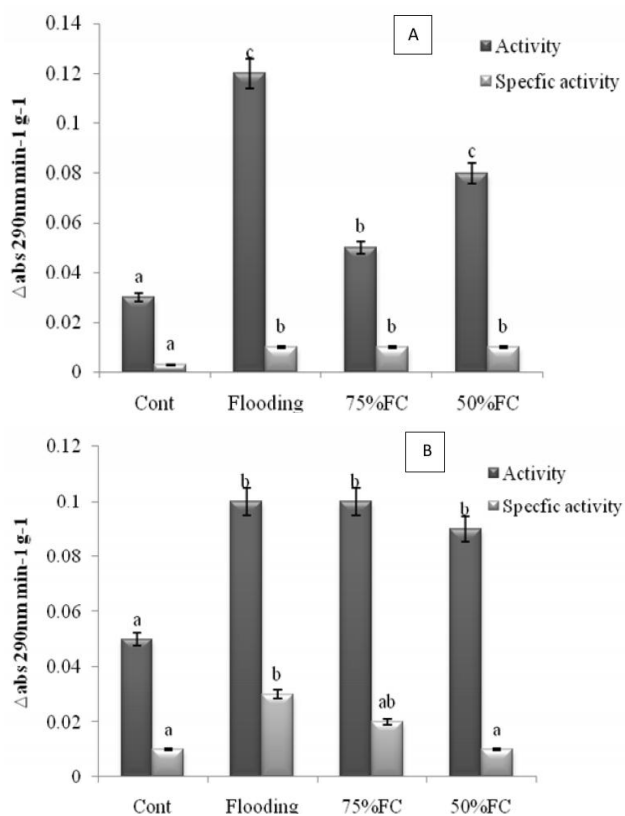 A
Activity
Specfic activity
△abs 290nm min-1 g-1
0.14
0.12
0.1
0.08
0.06
0.04
0.02
0
a
a
c
b
b
b
c
b
Cont Flooding 75%FC 50%FC
B
Activity
Specfic activity
△abs 290nm min-1 g-1
0.12
0.1
0.08
0.06
0.04
0.02
0
a
a
b
b
b
ab
b
a
Cont Flooding 75%FC 50%FC